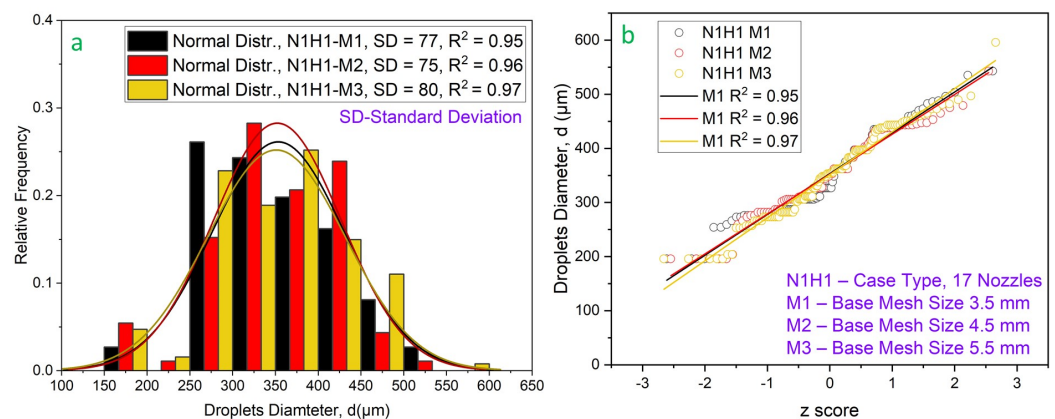 a
Normal Distr., N1H1-M1, SD = 77, R² = 0.95
Normal Distr., N1H1-M2, SD = 75, R² = 0.96
Normal Distr., N1H1-M3, SD = 80, R² = 0.97
SD-Standard Deviation
Relative Frequency
0.4
0.3
0.2
0.1
0.0
100 150 200 250 300 350 400 450 500 550 600 650
Droplets Diamteter, d(μm)
b
N1H1 M1
N1H1 M2
N1H1 M3
M1 R² = 0.95
M1 R² = 0.96
M1 R² = 0.97
Droplets Diameter, d (μm)
600
500
400
300
200
100
0
N1H1 – Case Type, 17 Nozzles
M1 – Base Mesh Size 3.5 mm
M2 – Base Mesh Size 4.5 mm
M3 – Base Mesh Size 5.5 mm
-3 -2 -1 0 1 2 3
z score